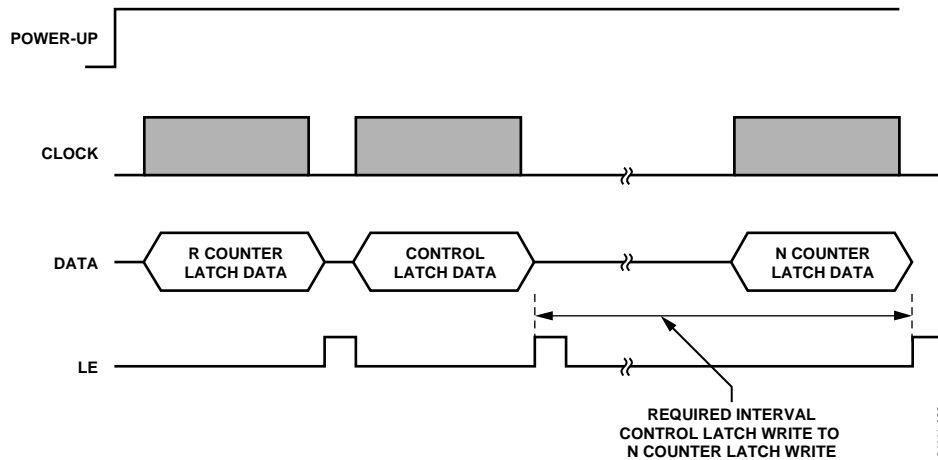 POWER-UP
CLOCK
DATA
R COUNTER
LATCH DATA
CONTROL
LATCH DATA
N COUNTER
LATCH DATA
LE
REQUIRED INTERVAL
CONTROL LATCH WRITE TO
N COUNTER LATCH WRITE